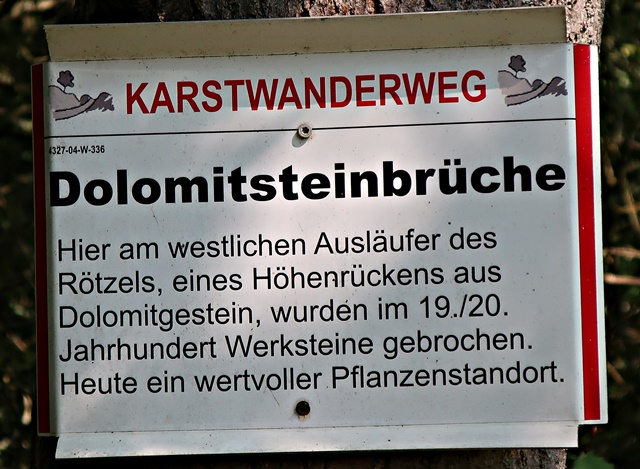 KARSTWANDERWEG
4327-04-W-336
Dolomitsteinbrüche
Hier am westlichen Ausläufer des
Rötzels, eines Höhenrückens aus
Dolomitgestein, wurden im 19./20.
Jahrhundert Werksteine gebrochen.
Heute ein wertvoller Pflanzenstandort.